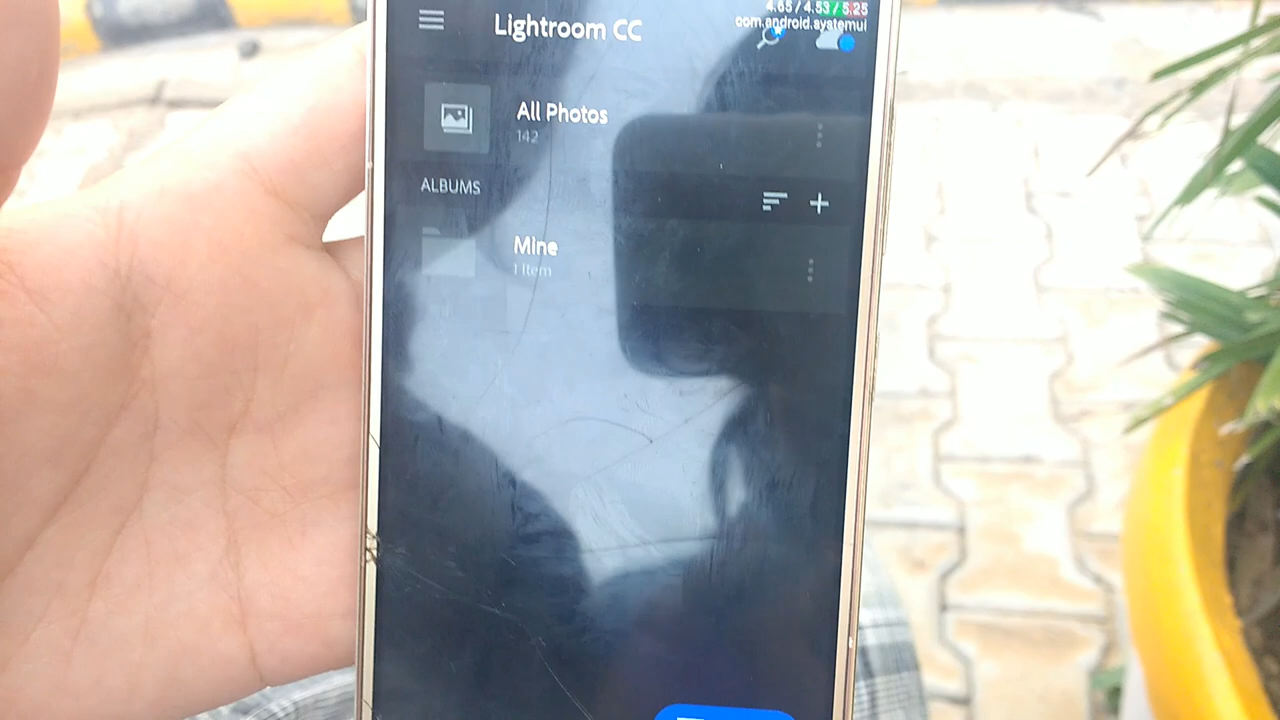 4.65 / 4.53 / 5.25
com.android.systemui
Lightroom CC
All Photos
142
ALBUMS
Mine
1 Item